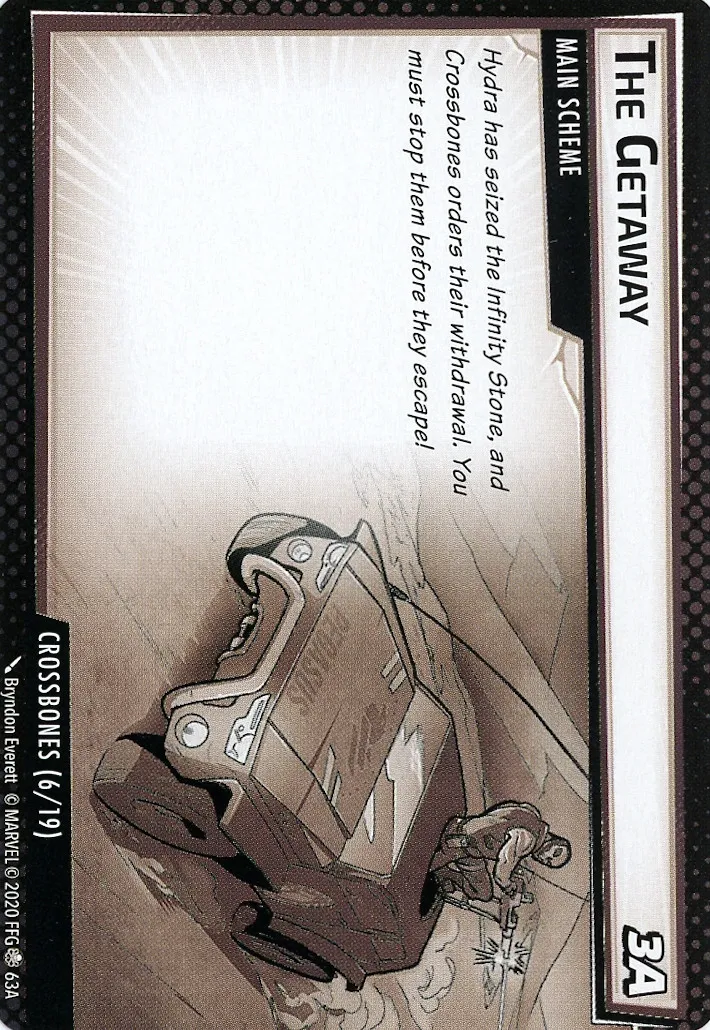 THE GETAWAY
3A
MAIN SCHEME
Hydra has seized the Infinity Stone, and
Crossbones orders their withdrawal. You
must stop them before they escape!
PEGASUS
CROSSBONES (6/19)
Bryndon Everett © MARVEL © 2020 FFG 63A